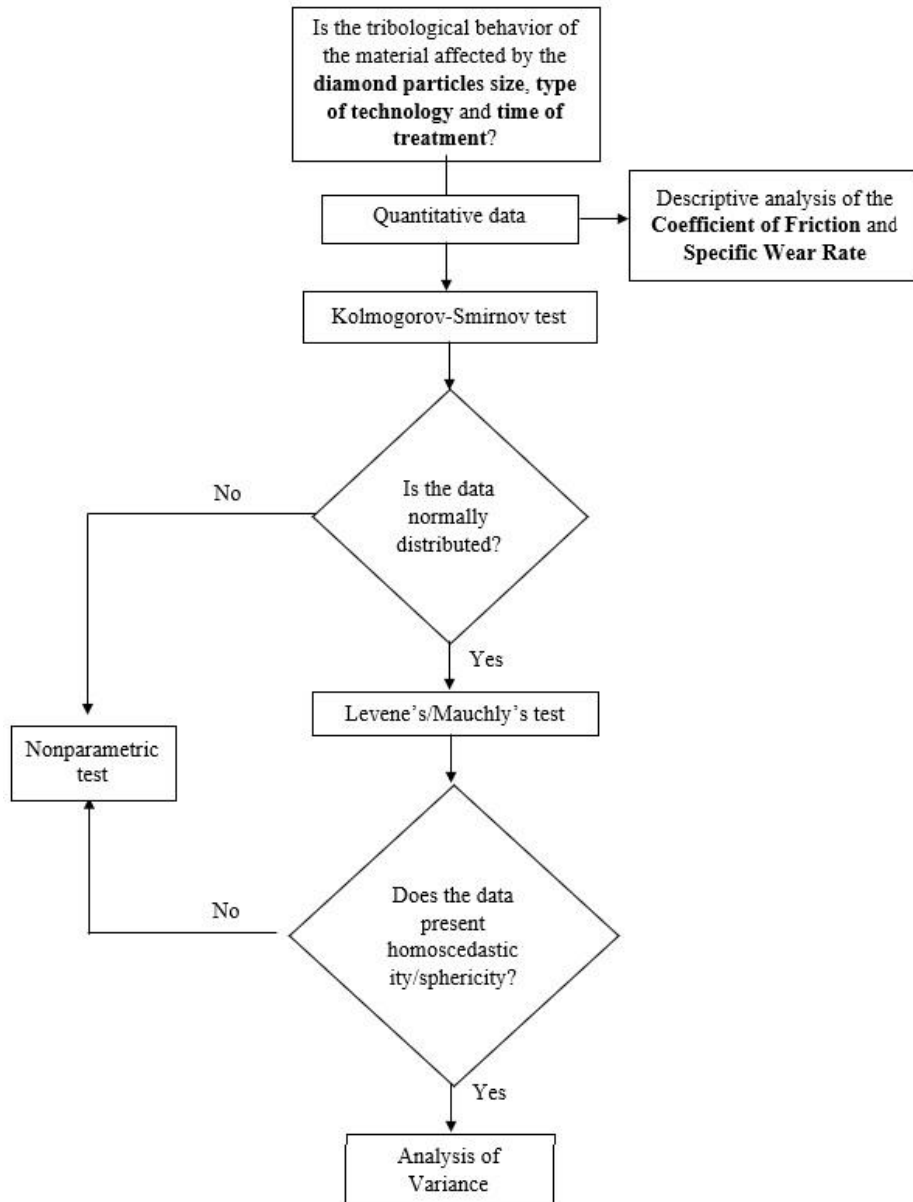 Is the tribological behavior of
the material affected by the
diamond particles size, type
of technology and time of
treatment?
Quantitative data
Descriptive analysis of the
Coefficient of Friction and
Specific Wear Rate
Kolmogorov-Smirnov test
Is the data
normally
distributed?
No
Yes
Levene’s/Mauchly’s test
Nonparametric
test
Does the data
present
homoscedastic
ity/sphericity?
No
Yes
Analysis of
Variance